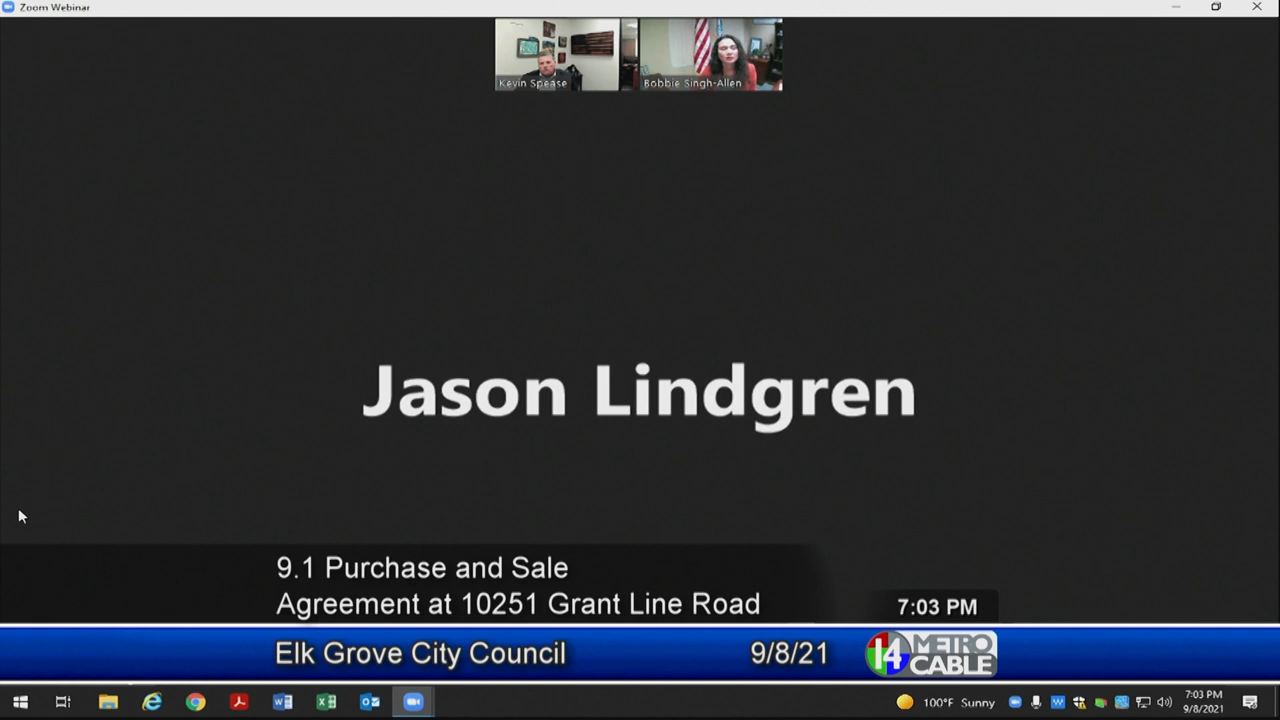 Zoom Webinar
Kevin Spease
Bobbie Singh-Allen
Jason Lindgren
9.1 Purchase and Sale
Agreement at 10251 Grant Line Road
7:03 PM
Elk Grove City Council
9/8/21
14 METRO
CABLE
100°F Sunny
7:03 PM
9/8/2021